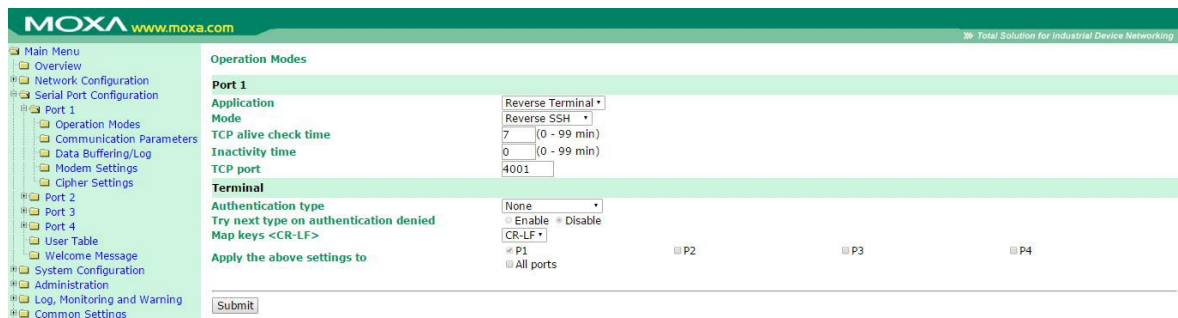 MOXA www.moxa.com
Total Solution for Industrial Device Networking
Main Menu
Overview
Network Configuration
Serial Port Configuration
Port 1
Operation Modes
Communication Parameters
Data Buffering/Log
Modem Settings
Cipher Settings
Port 2
Port 3
Port 4
User Table
Welcome Message
System Configuration
Administration
Log, Monitoring and Warning
Common Settings
Operation Modes
Port 1
Application Reverse Terminal
Mode Reverse SSH
TCP alive check time 7 (0 - 99 min)
Inactivity time 0 (0 - 99 min)
TCP port 4001
Terminal
Authentication type None
Try next type on authentication denied Enable Disable
Map keys <CR-LF> CR-LF
Apply the above settings to P1 P2 P3 P4
All ports
Submit